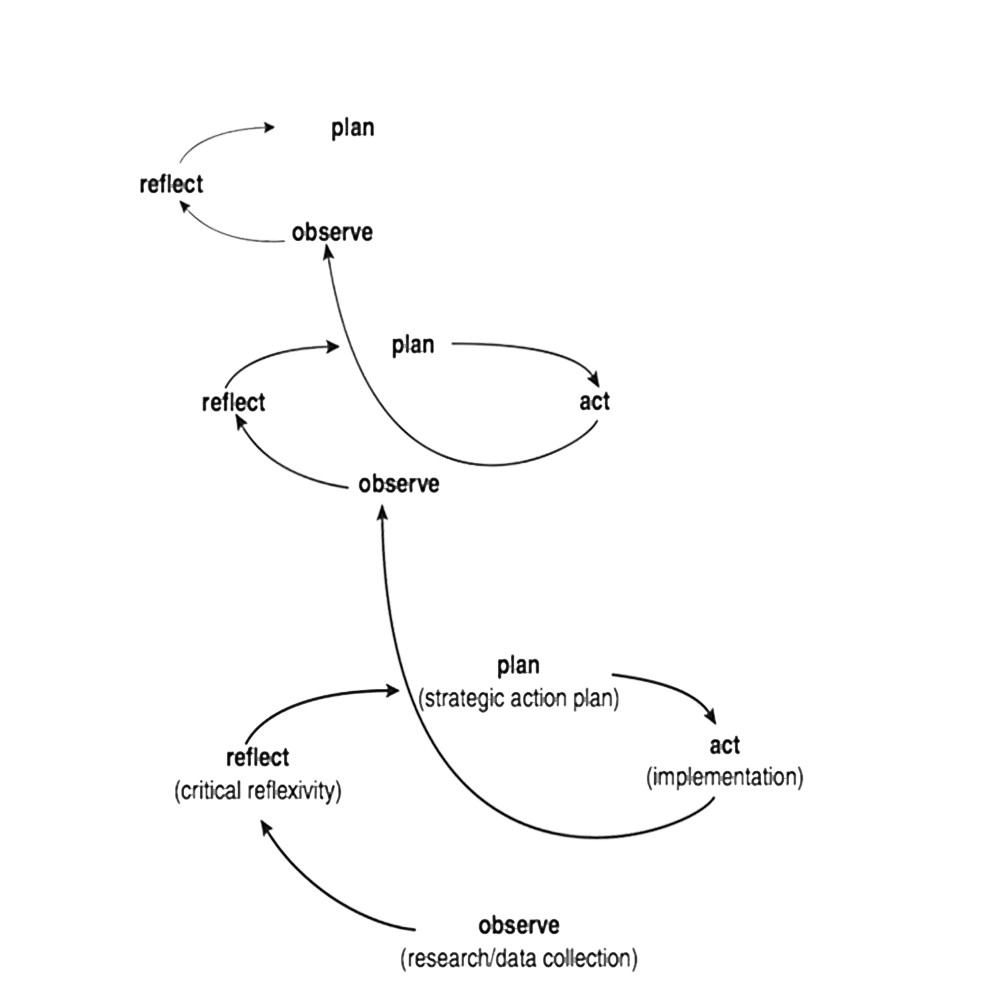 plan
reflect
observe
plan
reflect
act
observe
plan
(strategic action plan)
act
(implementation)
reflect
(critical reflexivity)
observe
(research/data collection)